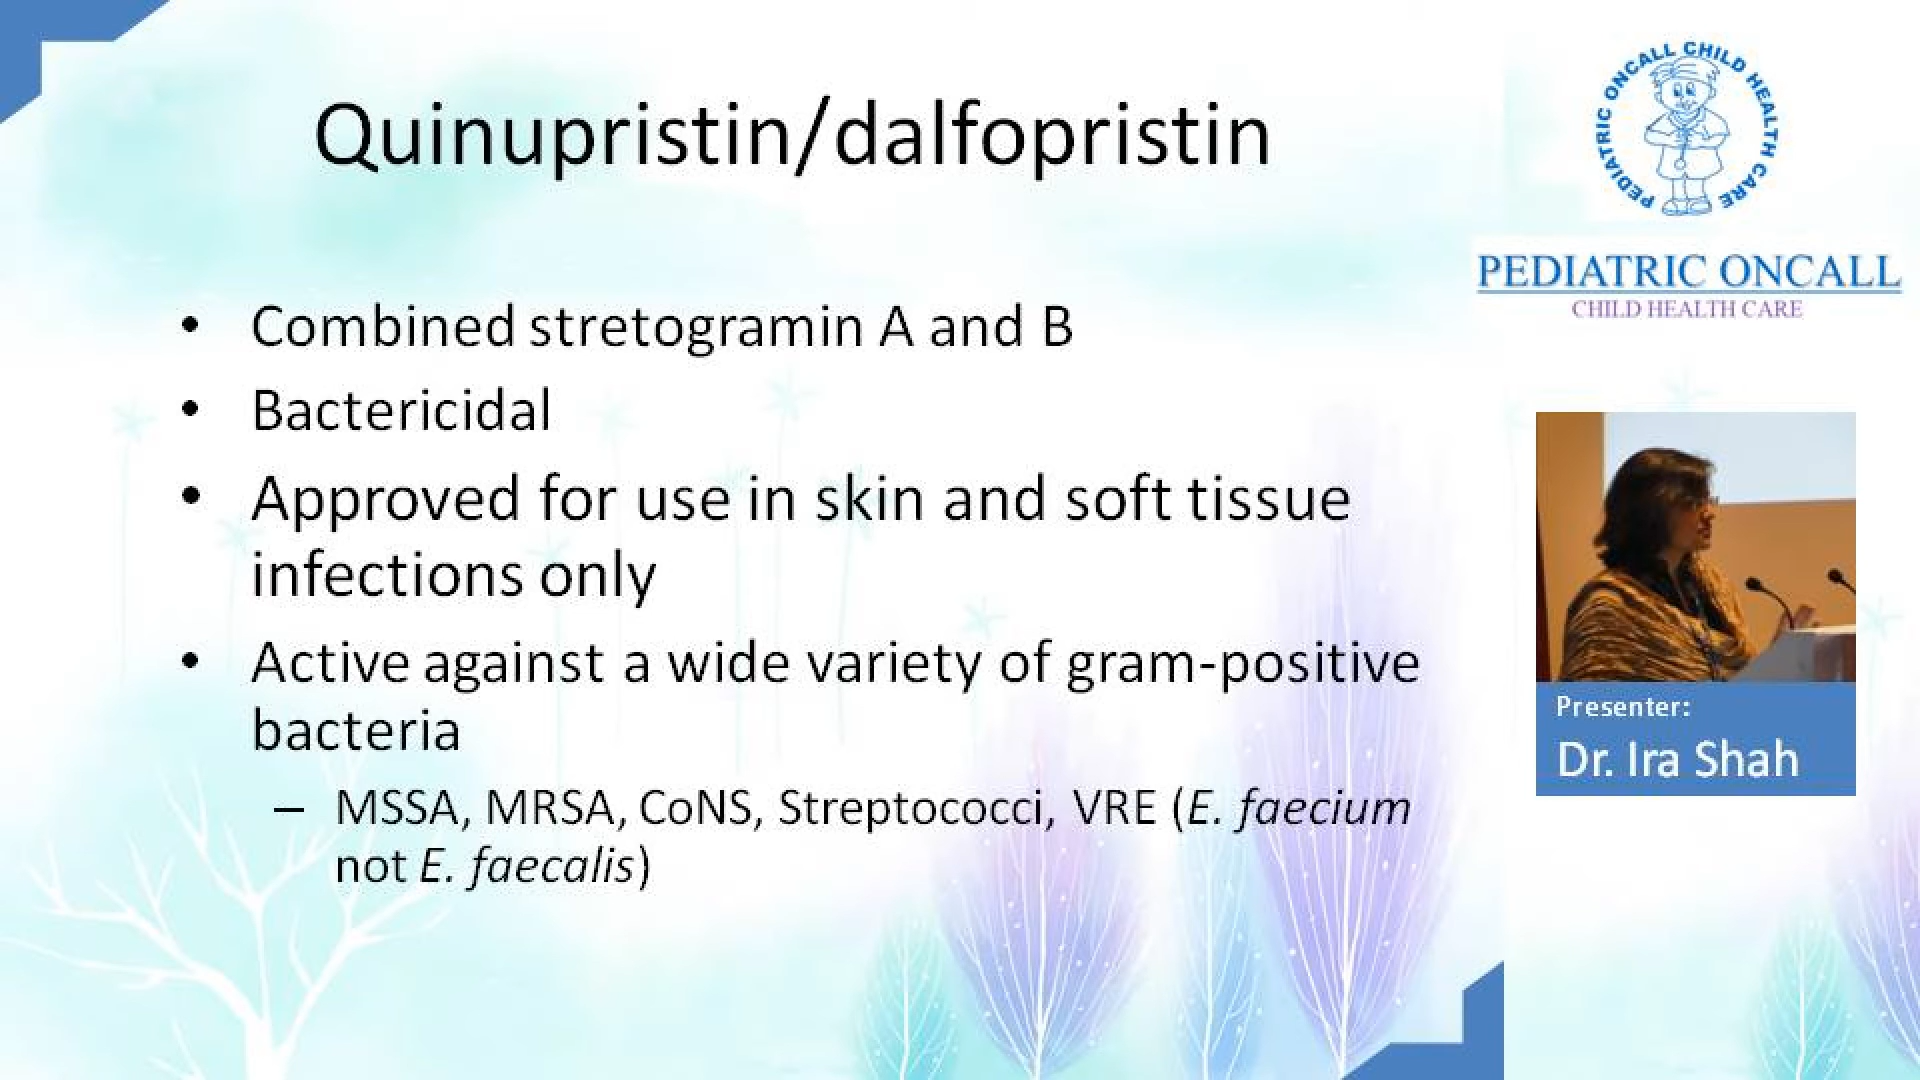 Quinupristin/dalfopristin
• Combined stretogramin A and B
• Bactericidal
• Approved for use in skin and soft tissue
infections only
• Active against a wide variety of gram-positive
bacteria
– MSSA, MRSA, CoNS, Streptococci, VRE (E. faecium
not E. faecalis)
PEDIATRIC ONCALL CHILD HEALTH CARE
PEDIATRIC ONCALL
CHILD HEALTH CARE
Presenter:
Dr. Ira Shah